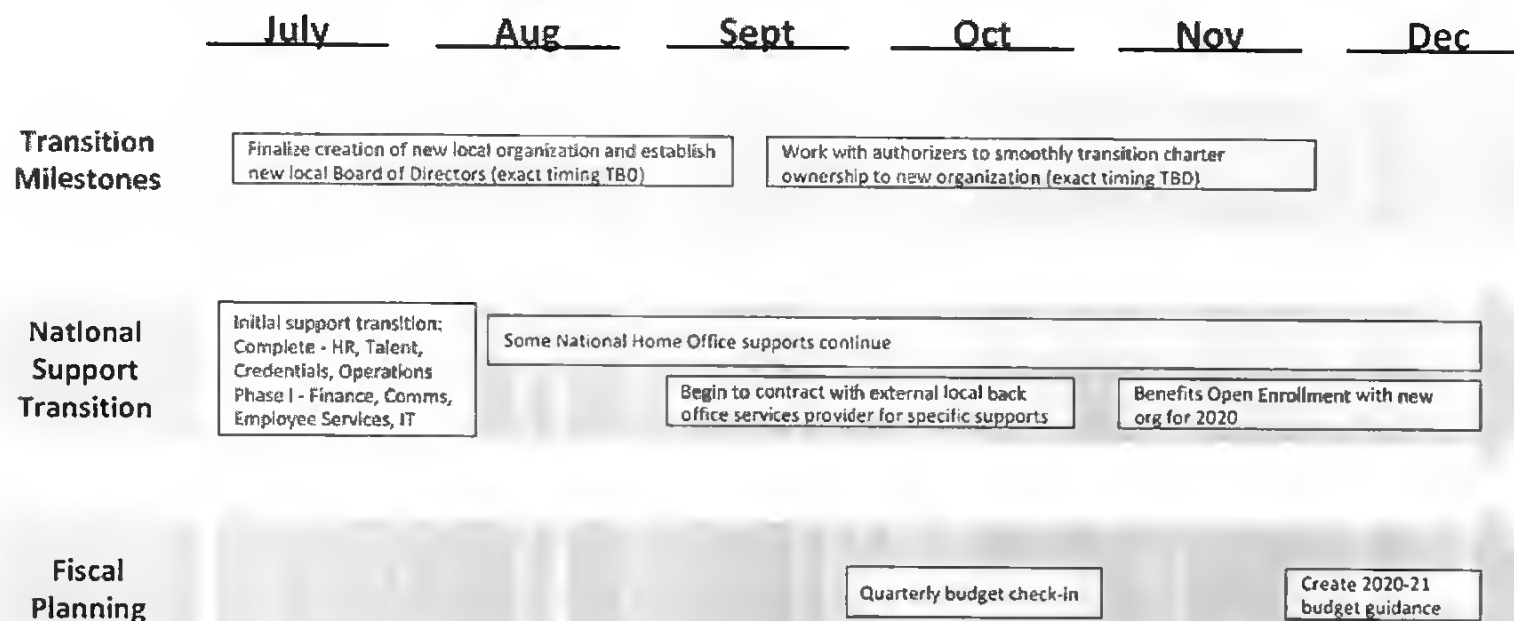 July Aug Sept Oct Nov Dec
Transition
Milestones
Finalize creation of new local organization and establish
new local Board of Directors (exact timing TBD)
Work with authorizers to smoothly transition charter
ownership to new organization (exact timing TBD)
National
Support
Transition
Initial support transition:
Complete - HR, Talent,
Credentials, Operations
Phase I - Finance, Comms,
Employee Services, IT
Some National Home Office supports continue
Begin to contract with external local back
office services provider for specific supports
Benefits Open Enrollment with new
org for 2020
Fiscal
Planning
Quarterly budget check-in
Create 2020-21
budget guidance